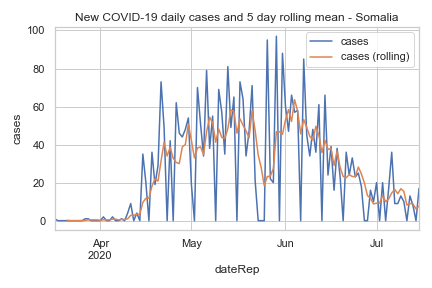 New COVID-19 daily cases and 5 day rolling mean - Somalia
cases
cases (rolling)
100
80
60
40
20
0
cases
Apr
2020
May
Jun
Jul
dateRep